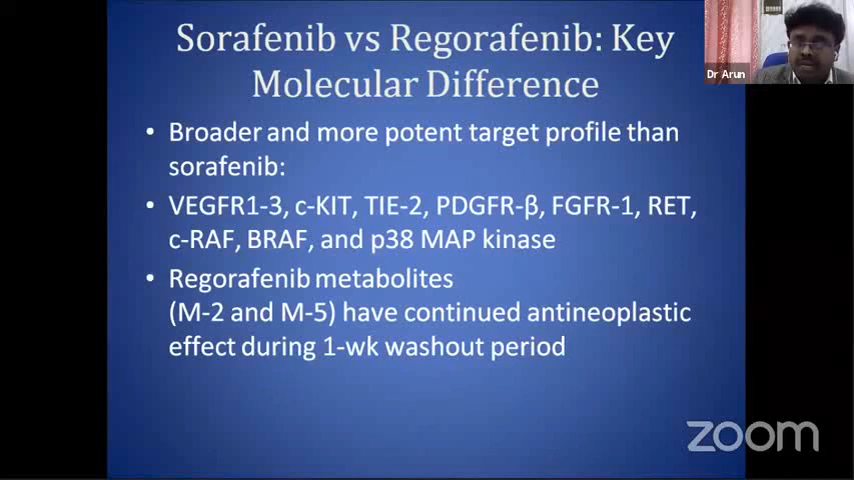 Sorafenib vs Regorafenib: Key
Molecular Difference
• Broader and more potent target profile than
sorafenib:
• VEGFR1-3, c-KIT, TIE-2, PDGFR-β, FGFR-1, RET,
c-RAF, BRAF, and p38 MAP kinase
• Regorafenib metabolites
(M-2 and M-5) have continued antineoplastic
effect during 1-wk washout period
Dr Arun
zoom